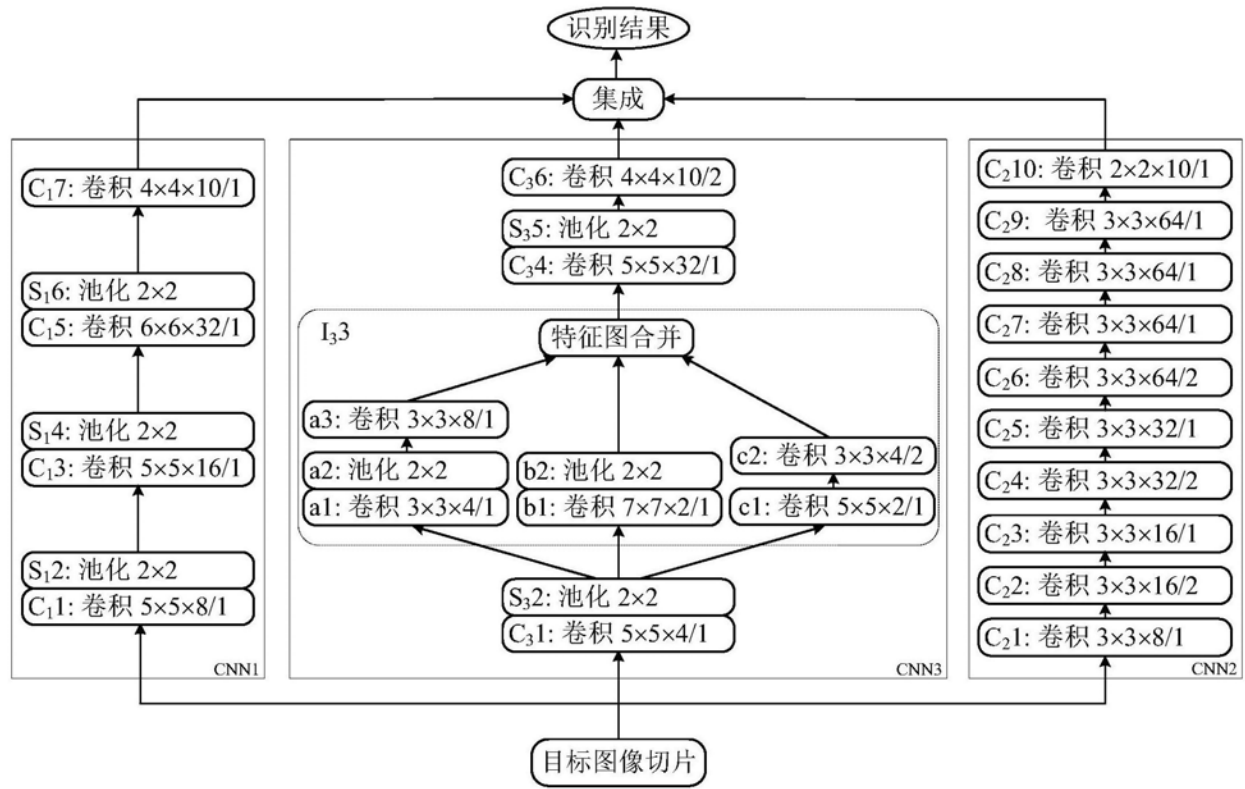 识别结果
集成
C₁7: 卷积 4×4×10/1
S₁6: 池化 2×2
C₁5: 卷积 6×6×32/1
S₁4: 池化 2×2
C₁3: 卷积 5×5×16/1
S₁2: 池化 2×2
C₁1: 卷积 5×5×8/1
CNN1
C₃6: 卷积 4×4×10/2
S₃5: 池化 2×2
C₃4: 卷积 5×5×32/1
I₃3
特征图合并
a3: 卷积 3×3×8/1
a2: 池化 2×2
a1: 卷积 3×3×4/1
b2: 池化 2×2
b1: 卷积 7×7×2/1
c2: 卷积 3×3×4/2
c1: 卷积 5×5×2/1
S₃2: 池化 2×2
C₃1: 卷积 5×5×4/1
CNN3
C₂10: 卷积 2×2×10/1
C₂9: 卷积 3×3×64/1
C₂8: 卷积 3×3×64/1
C₂7: 卷积 3×3×64/1
C₂6: 卷积 3×3×64/2
C₂5: 卷积 3×3×32/1
C₂4: 卷积 3×3×32/2
C₂3: 卷积 3×3×16/1
C₂2: 卷积 3×3×16/2
C₂1: 卷积 3×3×8/1
CNN2
目标图像切片